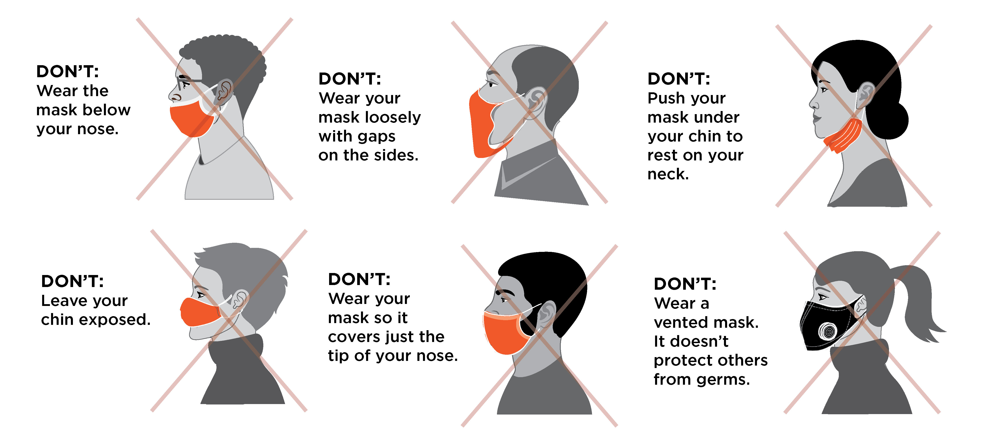 DON'T:
Wear the
mask below
your nose.
DON'T:
Wear your
mask loosely
with gaps
on the sides.
DON'T:
Push your
mask under
your chin to
rest on your
neck.
DON'T:
Leave your
chin exposed.
DON'T:
Wear your
mask so it
covers just the
tip of your nose.
DON'T:
Wear a
vented mask.
It doesn't
protect others
from germs.